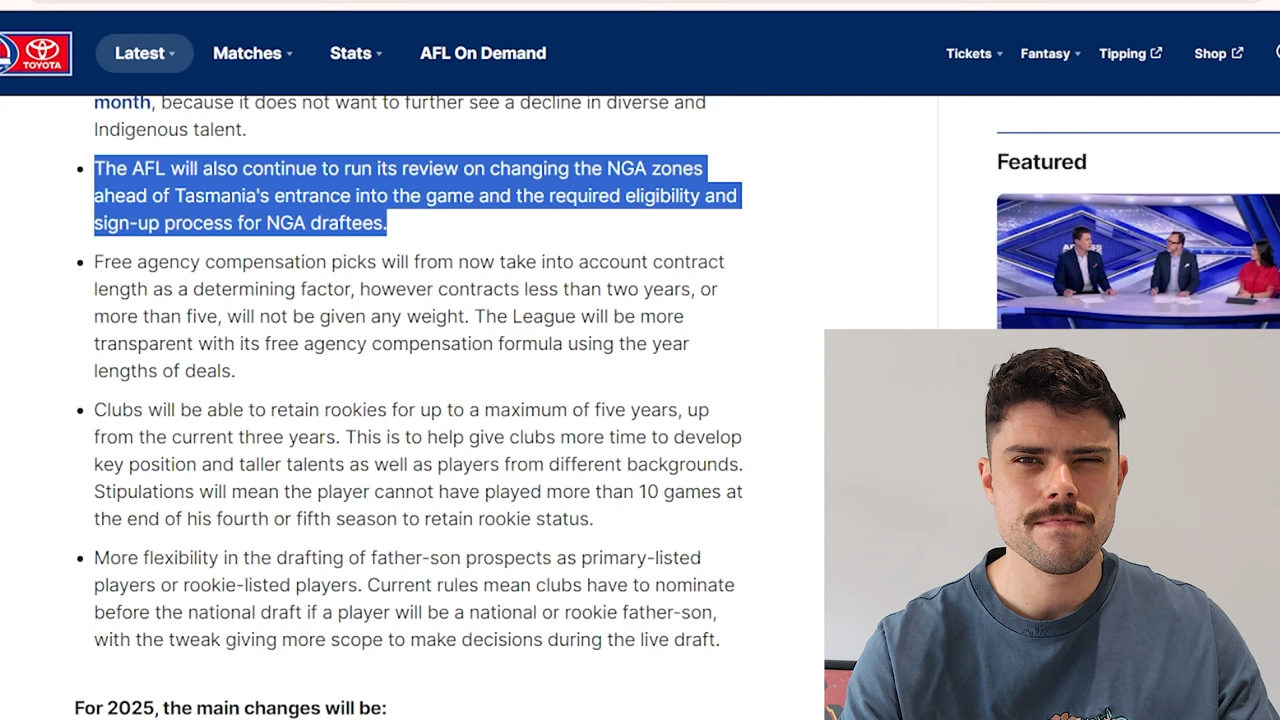 TOYOTA
Latest
Matches
Stats
AFL On Demand
Tickets
Fantasy
Tipping
Shop
month, because it does not want to further see a decline in diverse and
Indigenous talent.
• The AFL will also continue to run its review on changing the NGA zones
ahead of Tasmania's entrance into the game and the required eligibility and
sign-up process for NGA draftees.
• Free agency compensation picks will from now take into account contract
length as a determining factor, however contracts less than two years, or
more than five, will not be given any weight. The League will be more
transparent with its free agency compensation formula using the year
lengths of deals.
• Clubs will be able to retain rookies for up to a maximum of five years, up
from the current three years. This is to help give clubs more time to develop
key position and taller talents as well as players from different backgrounds.
Stipulations will mean the player cannot have played more than 10 games at
the end of his fourth or fifth season to retain rookie status.
• More flexibility in the drafting of father-son prospects as primary-listed
players or rookie-listed players. Current rules mean clubs have to nominate
before the national draft if a player will be a national or rookie father-son,
with the tweak giving more scope to make decisions during the live draft.
For 2025, the main changes will be:
Featured